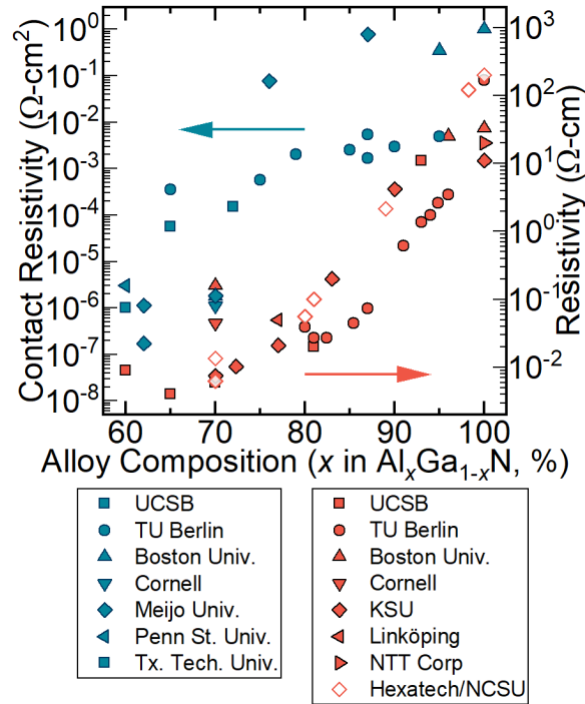 Contact Resistivity (Ω-cm²)
10⁰
10⁻¹
10⁻²
10⁻³
10⁻⁴
10⁻⁵
10⁻⁶
10⁻⁷
10⁻⁸
10³
10²
10¹
10⁰
10⁻¹
10⁻²
Resistivity (Ω-cm)
60 70 80 90 100
Alloy Composition (x in AlₓGa₁₋ₓN, %)
UCSB
TU Berlin
Boston Univ.
Cornell
Meijo Univ.
Penn St. Univ.
Tx. Tech. Univ.
UCSB
TU Berlin
Boston Univ.
Cornell
KSU
Linköping
NTT Corp
Hexatech/NCSU